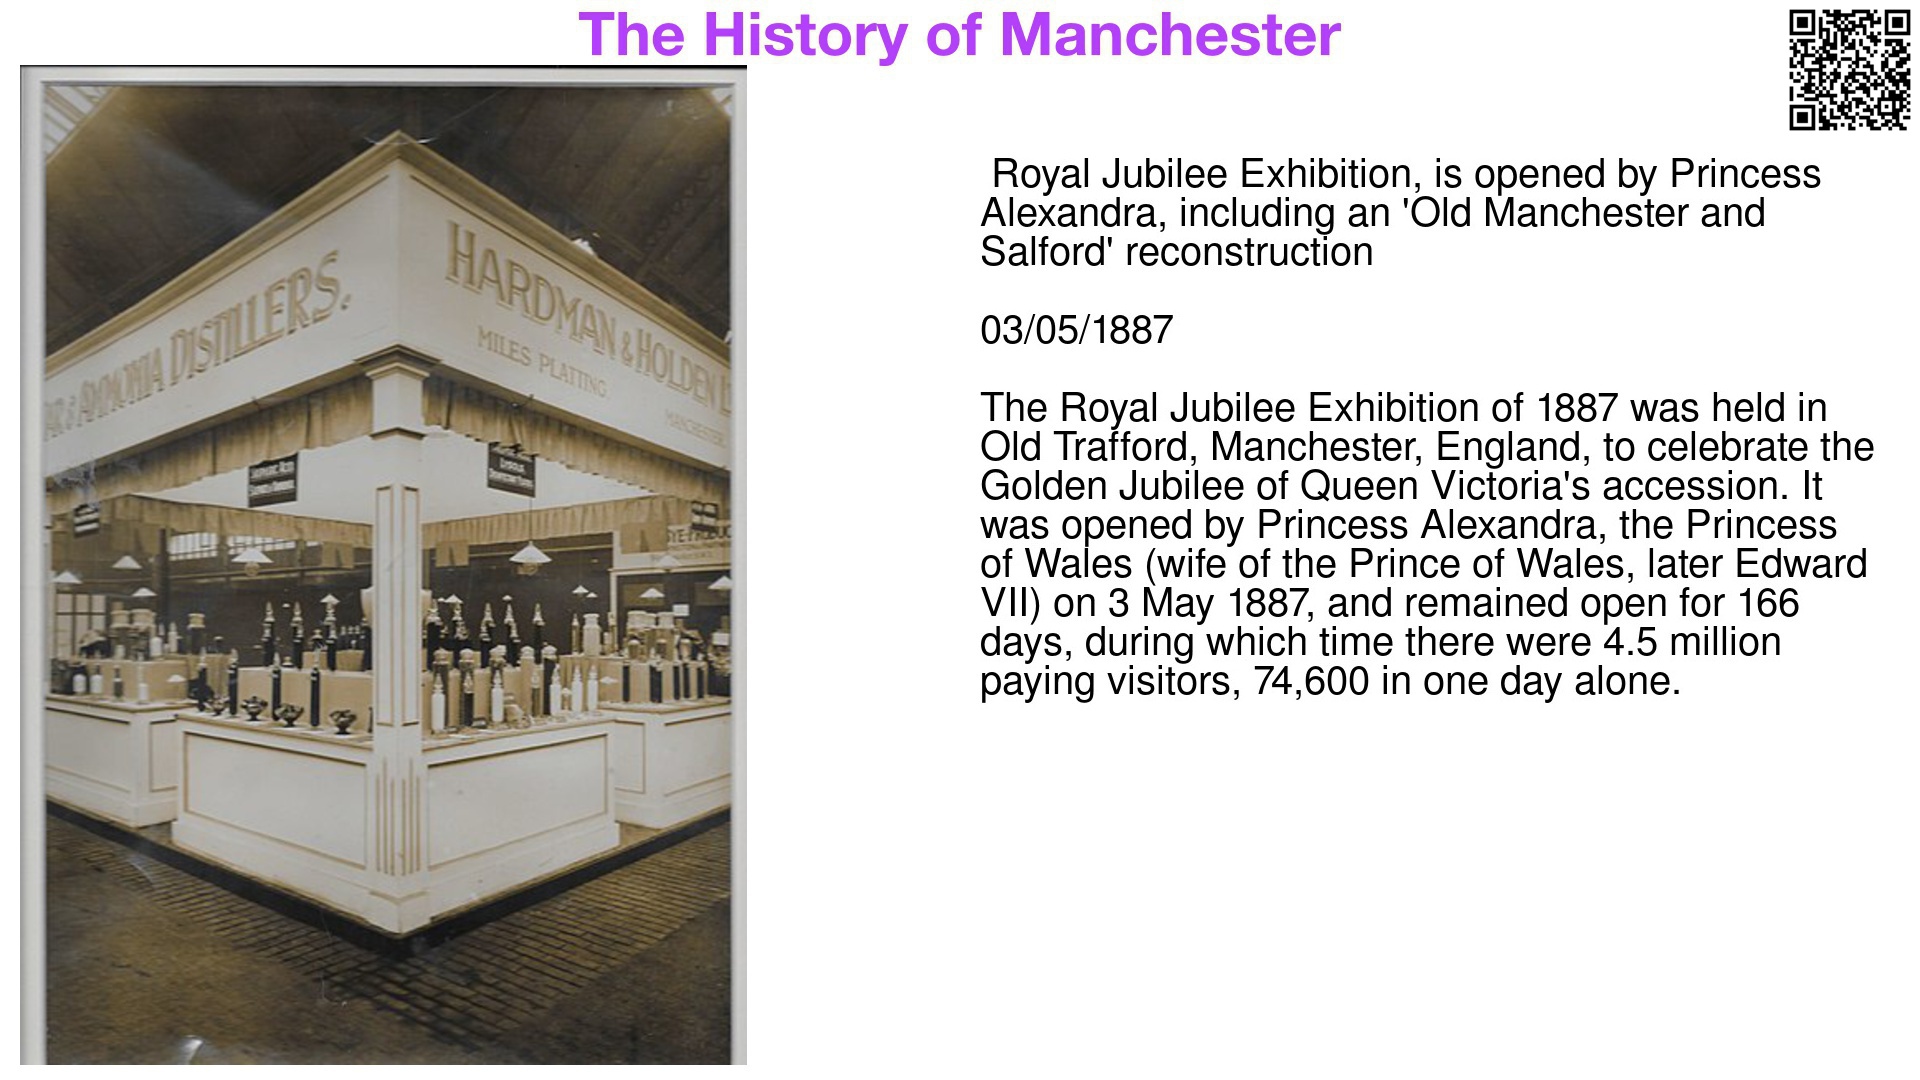 The History of Manchester
AMMONIA DISTILLERS.
HARDMAN & HOLDEN
MILES PLATTING
MANCHESTER
Royal Jubilee Exhibition, is opened by Princess
Alexandra, including an 'Old Manchester and
Salford' reconstruction
03/05/1887
The Royal Jubilee Exhibition of 1887 was held in
Old Trafford, Manchester, England, to celebrate the
Golden Jubilee of Queen Victoria's accession. It
was opened by Princess Alexandra, the Princess
of Wales (wife of the Prince of Wales, later Edward
VII) on 3 May 1887, and remained open for 166
days, during which time there were 4.5 million
paying visitors, 74,600 in one day alone.